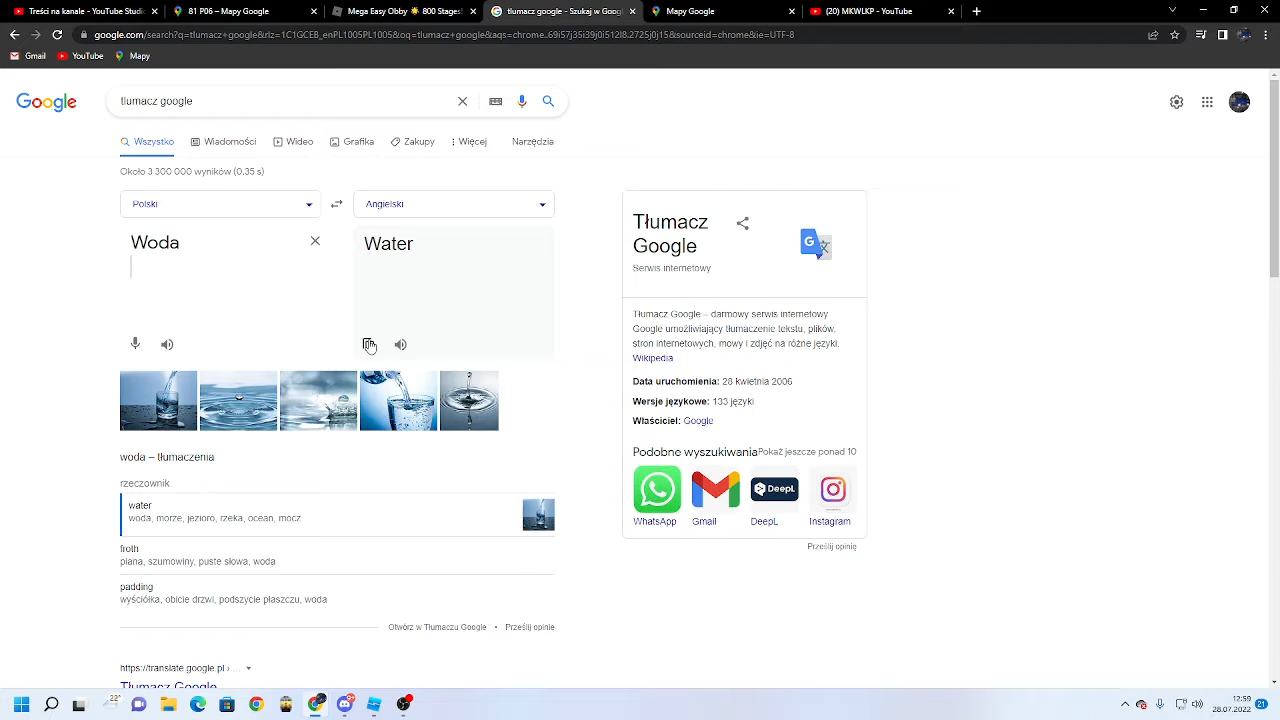 Treści na kanale - YouTube Studi
81 P06 – Mapy Google
Mega Easy Obby ☀️ 800 Stages
tłumacz google - Szukaj w Goog
Mapy Google
(20) MKWLKP - YouTube
google.com/search?q=tlumacz+google&rlz=1C1GCEB_enPL1005PL1005&oq=tlumacz+google&aqs=chrome..69i57j35i39j0i512l8.2725j0j15&sourceid=chrome&ie=UTF-8
Gmail
YouTube
Mapy
Google
tlumacz google
Wszystko
Wiadomości
Wideo
Grafika
Zakupy
Więcej
Narzędzia
Około 3 300 000 wyników (0,35 s)
Polski
Angielski
Woda
Water
woda – tłumaczenia
rzeczownik
water
woda, morze, jezioro, rzeka, ocean, mocz
froth
piana, szumowiny, puste słowa, woda
padding
wyściółka, obicie drzwi, podszycie płaszczu, woda
Otwórz w Tłumaczu Google • Prześlij opinię
https://translate.google.pl › ...
Tłumacz Google
Tłumacz
Google
Serwis internetowy
Tłumacz Google – darmowy serwis internetowy
Google umożliwiający tłumaczenie tekstu, plików,
stron internetowych, mowy i zdjęć na różne języki.
Wikipedia
Data uruchomienia: 28 kwietnia 2006
Wersje językowe: 133 języki
Właściciel: Google
Podobne wyszukiwania
Pokaż jeszcze ponad 10
DeepL
WhatsApp
Gmail
DeepL
Instagram
Prześlij opinię
22°
9+
12:59
28.07.2022
21